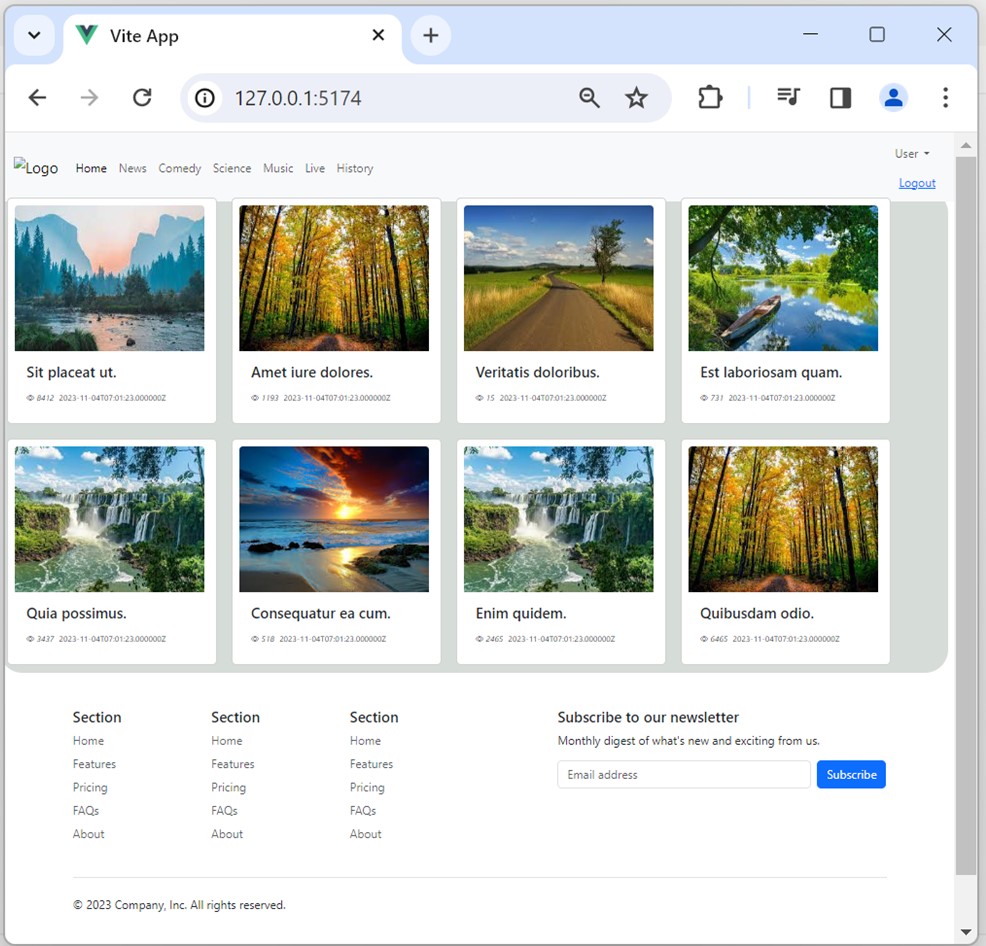 Vite App
127.0.0.1:5174
Logo Home News Comedy Science Music Live History User
Logout
Sit placeat ut.
8412 2023-11-04T07:01:23.000000Z
Amet iure dolores.
1193 2023-11-04T07:01:23.000000Z
Veritatis doloribus.
15 2023-11-04T07:01:23.000000Z
Est laboriosam quam.
731 2023-11-04T07:01:23.000000Z
Quia possimus.
3437 2023-11-04T07:01:23.000000Z
Consequatur ea cum.
518 2023-11-04T07:01:23.000000Z
Enim quidem.
2465 2023-11-04T07:01:23.000000Z
Quibusdam odio.
6465 2023-11-04T07:01:23.000000Z
Section
Home
Features
Pricing
FAQs
About
Section
Home
Features
Pricing
FAQs
About
Section
Home
Features
Pricing
FAQs
About
Subscribe to our newsletter
Monthly digest of what's new and exciting from us.
Email address
Subscribe
© 2023 Company, Inc. All rights reserved.